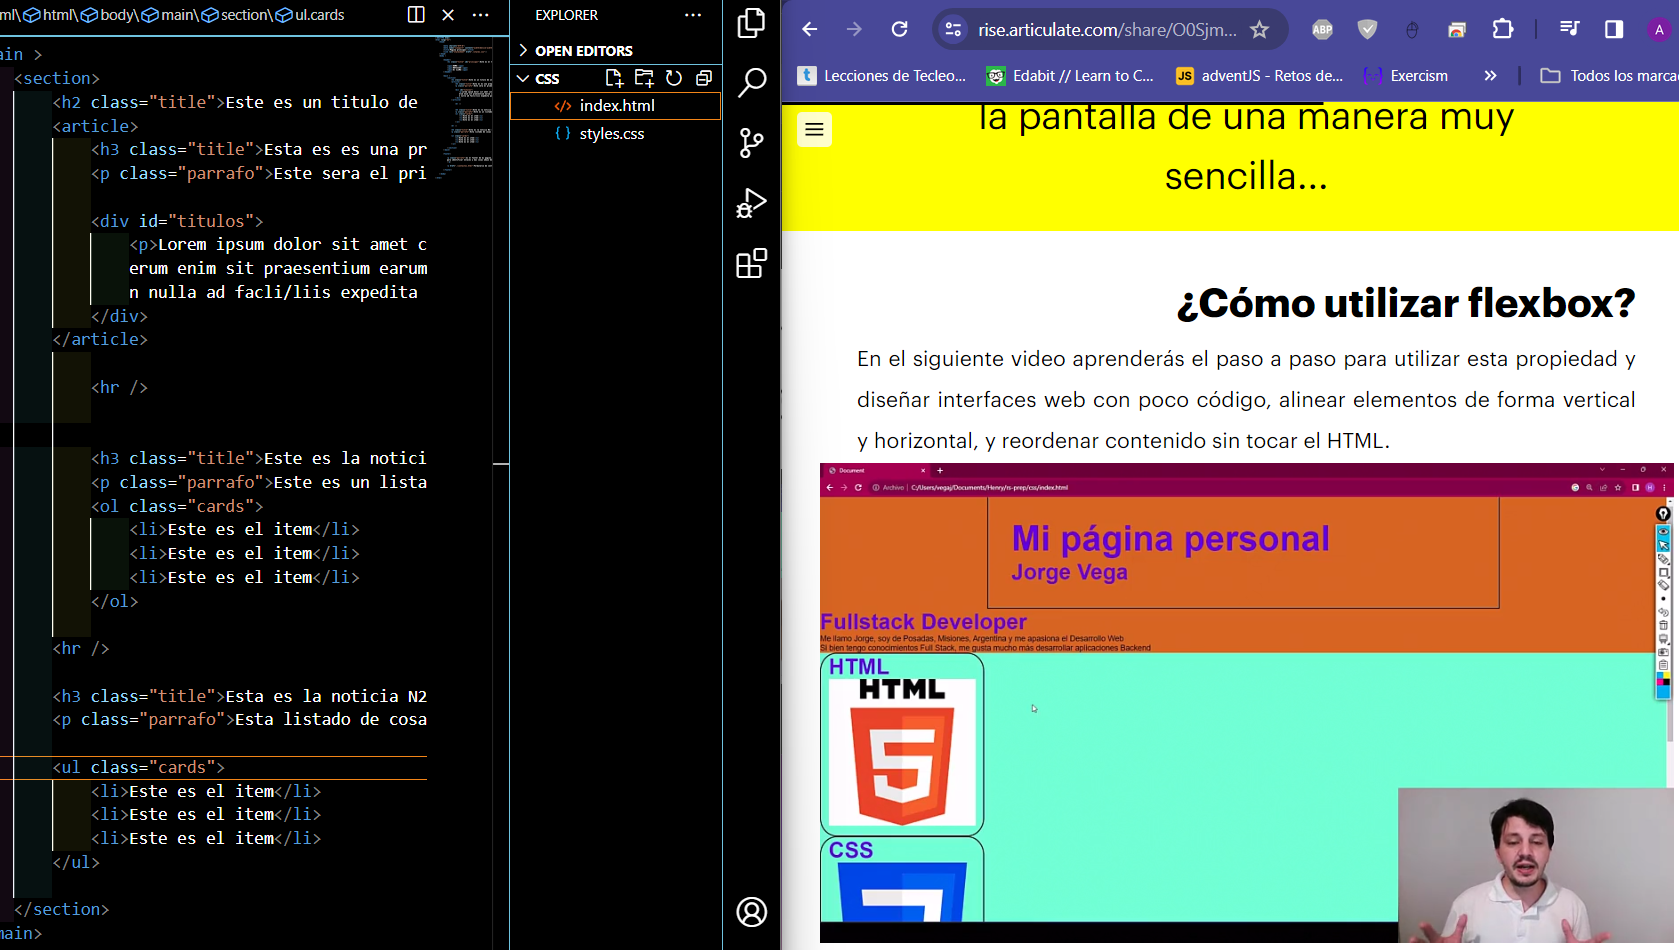 ml
html
body
main
section
ul.cards
ain >
<section>
<h2 class="title">Este es un titulo de
<article>
<h3 class="title">Esta es es una pr
<p class="parrafo">Este sera el pri
<div id="titulos">
<p>Lorem ipsum dolor sit amet c
erum enim sit praesentium earum
n nulla ad facli/liis expedita
</div>
</article>
<hr />
<h3 class="title">Este es la notici
<p class="parrafo">Este es un lista
<ol class="cards">
<li>Este es el item</li>
<li>Este es el item</li>
<li>Este es el item</li>
</ol>
<hr />
<h3 class="title">Esta es la noticia N2
<p class="parrafo">Esta listado de cosa
<ul class="cards">
<li>Este es el item</li>
<li>Este es el item</li>
<li>Este es el item</li>
</ul>
</section>
main>
EXPLORER
OPEN EDITORS
CSS
index.html
styles.css
rise.articulate.com/share/O0Sjm...
ABP
A
t Lecciones de Tecleo...
Edabit // Learn to C...
JS adventJS - Retos de...
Exercism
»
Todos los marca
la pantalla de una manera muy
sencilla...
¿Cómo utilizar flexbox?
En el siguiente video aprenderás el paso a paso para utilizar esta propiedad y
diseñar interfaces web con poco código, alinear elementos de forma vertical
y horizontal, y reordenar contenido sin tocar el HTML.
Document
Archivo | C:/Users/vegaj/Documents/Henry/rs-prep/css/index.html
Mi página personal
Jorge Vega
Fullstack Developer
Me llamo Jorge, soy de Posadas, Misiones, Argentina y me apasiona el Desarrollo Web
Si bien tengo conocimientos Full Stack, me gusta mucho más desarrollar aplicaciones Backend
HTML
HTML
5
CSS